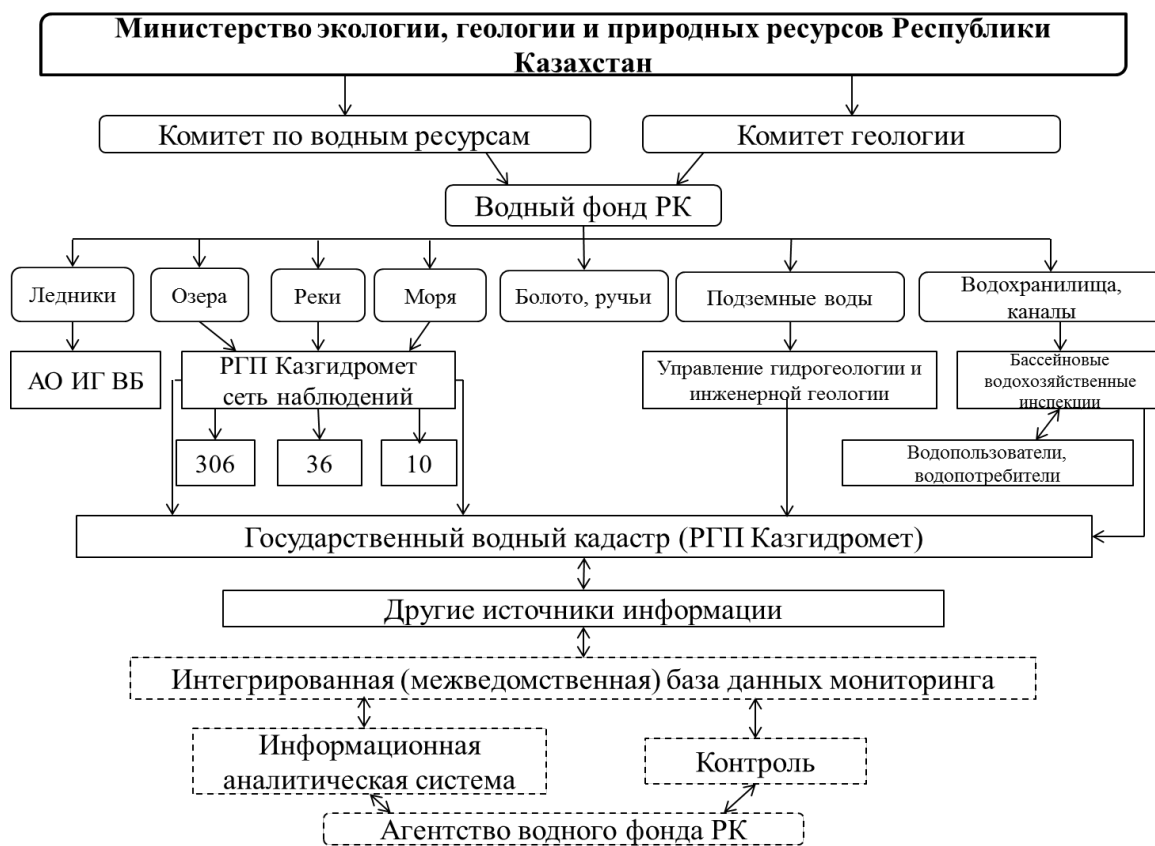 Министерство экологии, геологии и природных ресурсов Республики
Казахстан
Комитет по водным ресурсам
Комитет геологии
Водный фонд РК
Ледники
Озера
Реки
Моря
Болото, ручьи
Подземные воды
Водохранилища,
каналы
АО ИГ ВБ
РГП Казгидромет
сеть наблюдений
Управление гидрогеологии и
инженерной геологии
Бассейновые
водохозяйственные
инспекции
306
36
10
Водопользователи,
водопотребители
Государственный водный кадастр (РГП Казгидромет)
Другие источники информации
Интегрированная (межведомственная) база данных мониторинга
Информационная
аналитическая система
Контроль
Агентство водного фонда РК